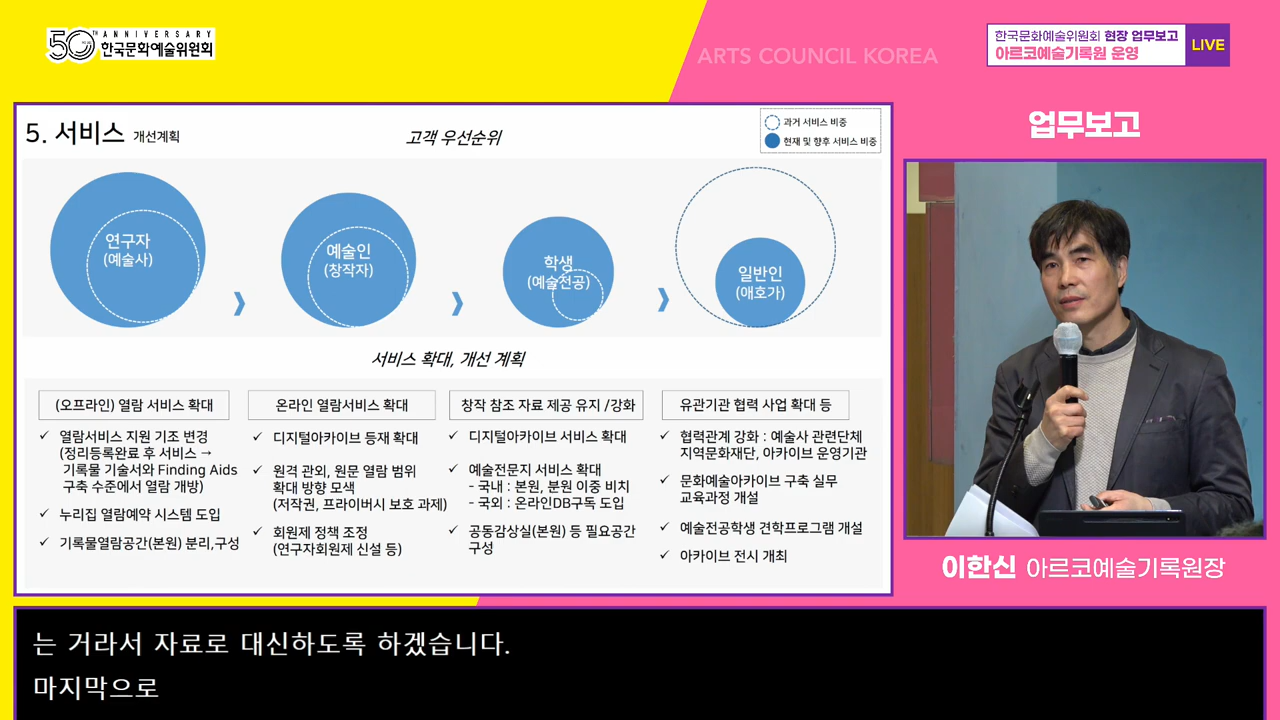 50TH ANNIVERSARY
한국문화예술위원회
ARTS COUNCIL KOREA
한국문화예술위원회 현장 업무보고
아르코예술기록원 운영
LIVE
5. 서비스 개선계획
고객 우선순위
과거 서비스 비중
현재 및 향후 서비스 비중
연구자
(예술사)
예술인
(창작자)
학생
(예술전공)
일반인
(애호가)
서비스 확대, 개선 계획
(오프라인) 열람 서비스 확대
✓ 열람서비스 지원 기조 변경
(정리등록완료 후 서비스 →
기록물 기술서와 Finding Aids
구축 수준에서 열람 개방)
✓ 누리집 열람예약 시스템 도입
✓ 기록물열람공간(본원) 분리,구성
온라인 열람서비스 확대
✓ 디지털아카이브 등재 확대
✓ 원격 관외, 원문 열람 범위
확대 방향 모색
(저작권, 프라이버시 보호 과제)
✓ 회원제 정책 조정
(연구자회원제 신설 등)
창작 참조 자료 제공 유지 /강화
✓ 디지털아카이브 서비스 확대
✓ 예술전문지 서비스 확대
- 국내 : 본원, 분원 이중 비치
- 국외 : 온라인DB구독 도입
✓ 공동감상실(본원) 등 필요공간
구성
유관기관 협력 사업 확대 등
✓ 협력관계 강화 : 예술사 관련단체
지역문화재단, 아카이브 운영기관
✓ 문화예술아카이브 구축 실무
교육과정 개설
✓ 예술전공학생 견학프로그램 개설
✓ 아카이브 전시 개최
업무보고
이한신 아르코예술기록원장
는 거라서 자료로 대신하도록 하겠습니다.
마지막으로